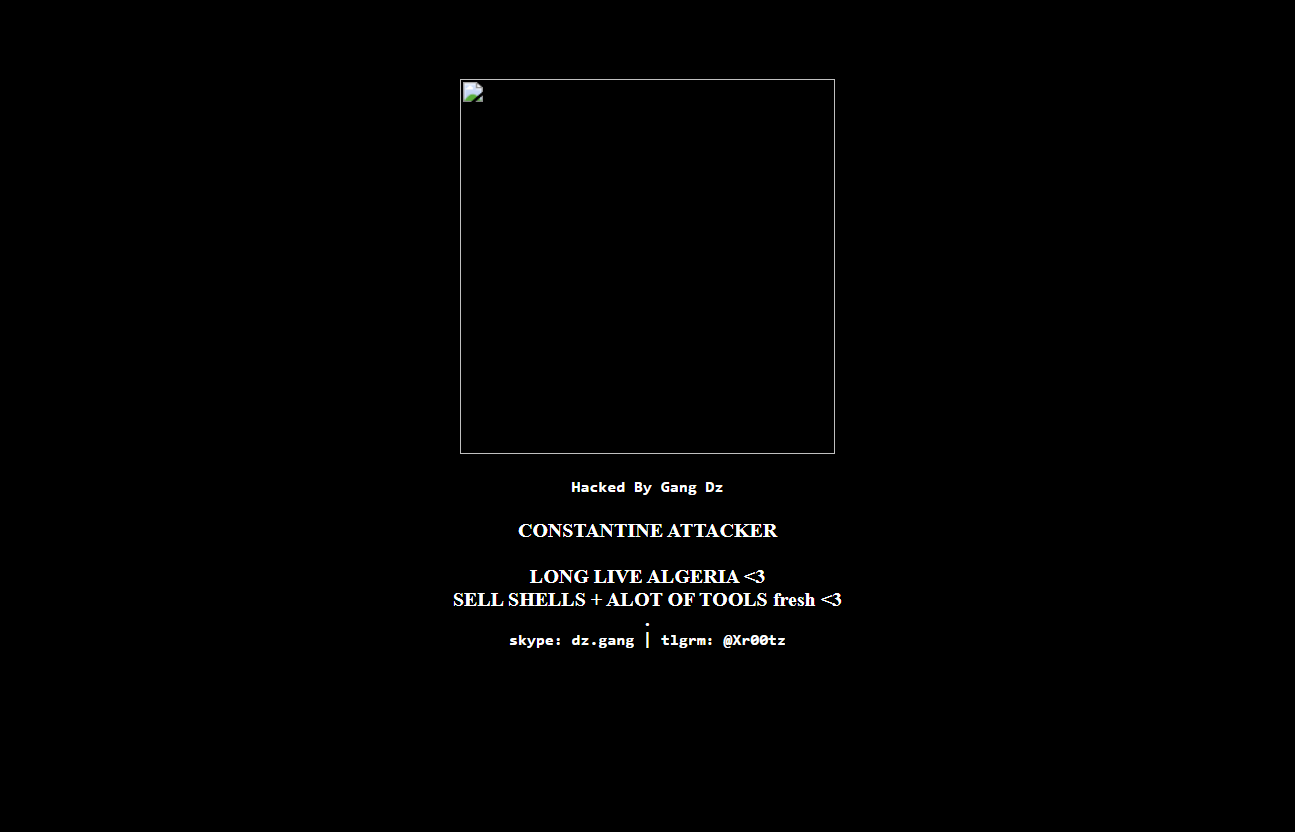 Hacked By Gang Dz
CONSTANTINE ATTACKER
LONG LIVE ALGERIA <3
SELL SHELLS + ALOT OF TOOLS fresh <3
.
skype: dz.gang | tlgrm: @Xr00tz